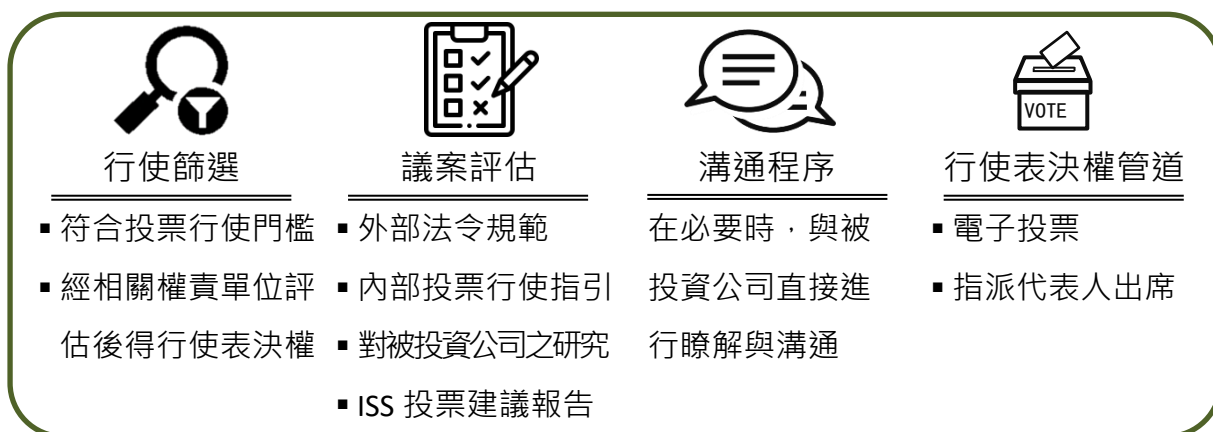 VOTE
行使篩選
▪符合投票行使門檻
▪經相關權責單位評
估後得行使表決權
議案評估
▪外部法令規範
▪內部投票行使指引
▪對被投資公司之研究
▪ISS 投票建議報告
溝通程序
在必要時，與被
投資公司直接進
行瞭解與溝通
行使表決權管道
▪電子投票
▪指派代表人出席